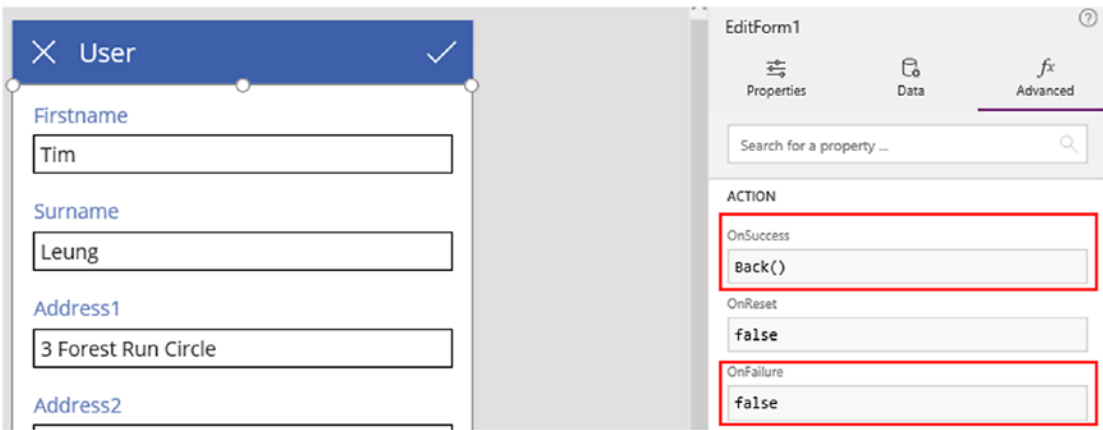 User
Firstname
Tim
Surname
Leung
Address1
3 Forest Run Circle
Address2
EditForm1
?
Properties
Data
fx
Advanced
Search for a property ...
ACTION
OnSuccess
Back()
OnReset
false
OnFailure
false